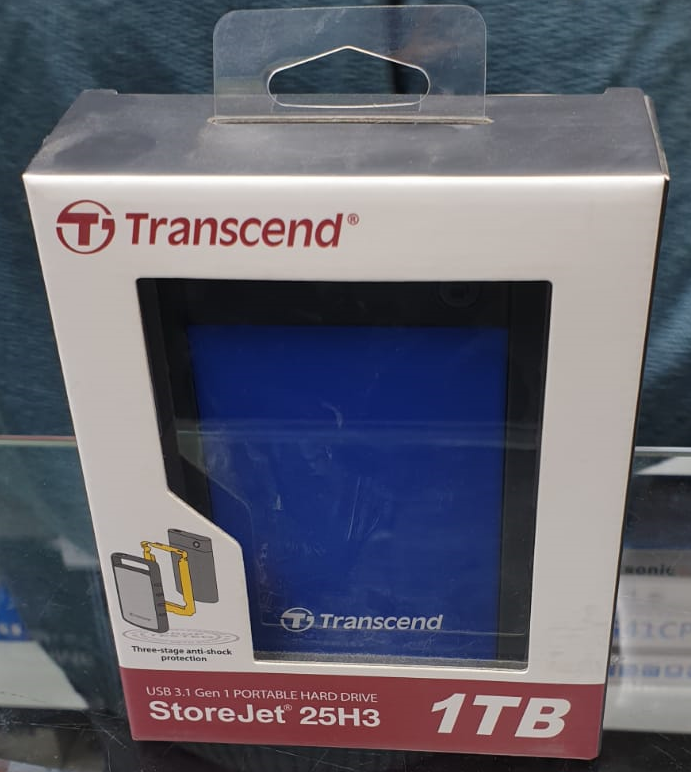 Transcend®
Transcend
Three-stage anti-shock
protection
USB 3.1 Gen 1 PORTABLE HARD DRIVE
StoreJet® 25H3
1TB